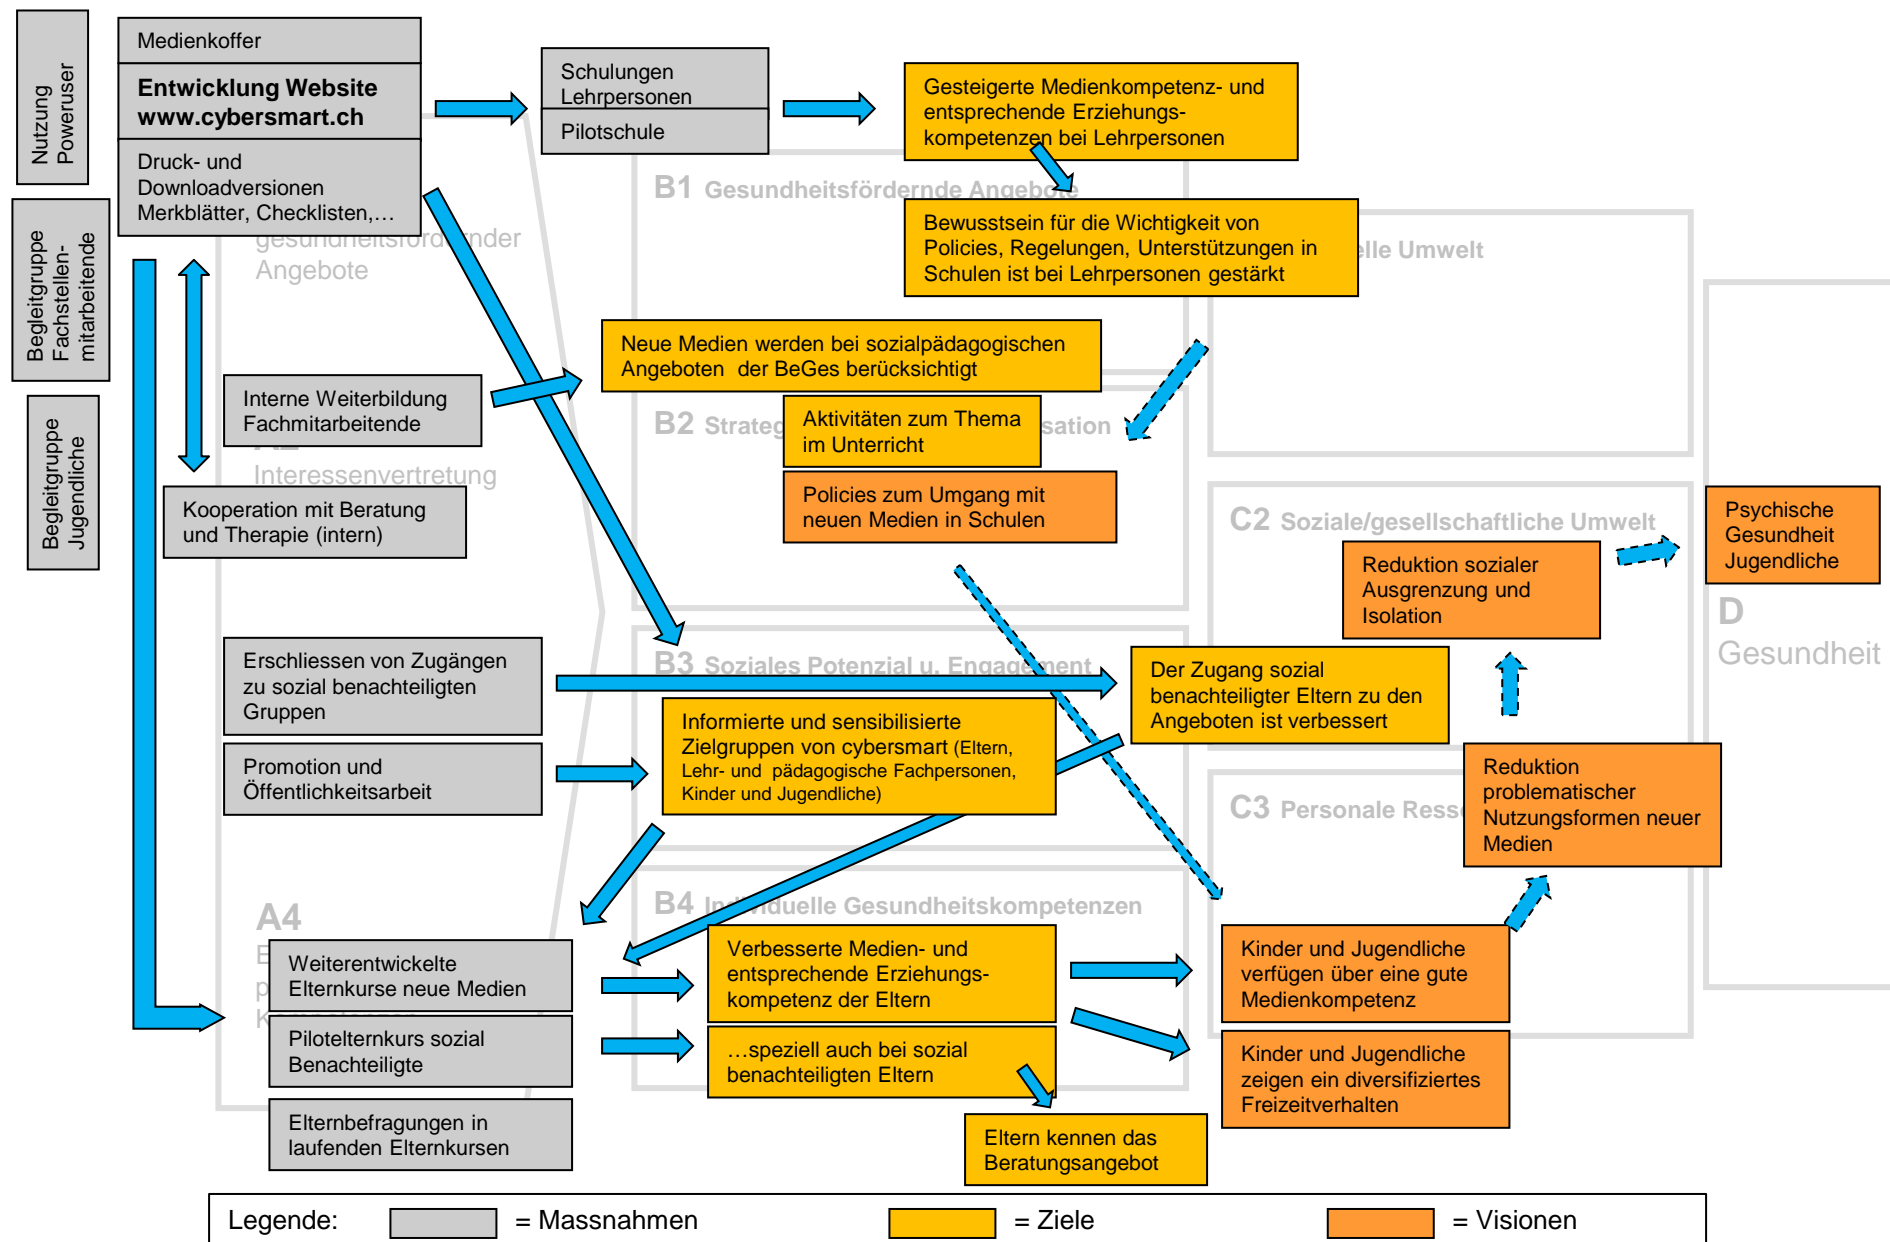 Nutzung
Poweruser
Begleitgruppe
Fachstellen-
mitarbeitende
Begleitgruppe
Jugendliche
Medienkoffer
Entwicklung Website
www.cybersmart.ch
Druck- und
Downloadversionen
Merkblätter, Checklisten,…
gesundheitsfördernder
Angebote
Schulungen
Lehrpersonen
Pilotschule
Gesteigerte Medienkompetenz- und
entsprechende Erziehungs-
kompetenzen bei Lehrpersonen
B1 Gesundheitsfördernde Angebote
Bewusstsein für die Wichtigkeit von
Policies, Regelungen, Unterstützungen in
Schulen ist bei Lehrpersonen gestärkt
elle Umwelt
Neue Medien werden bei sozialpädagogischen
Angeboten der BeGes berücksichtigt
Interne Weiterbildung
Fachmitarbeitende
Interessenvertretung
B2 Strateg
sation
Aktivitäten zum Thema
im Unterricht
Policies zum Umgang mit
neuen Medien in Schulen
Kooperation mit Beratung
und Therapie (intern)
C2 Soziale/gesellschaftliche Umwelt
Reduktion sozialer
Ausgrenzung und
Isolation
Psychische
Gesundheit
Jugendliche
D
Gesundheit
Erschliessen von Zugängen
zu sozial benachteiligten
Gruppen
B3 Soziales Potenzial u. Engagement
Der Zugang sozial
benachteiligter Eltern zu den
Angeboten ist verbessert
Promotion und
Öffentlichkeitsarbeit
Informierte und sensibilisierte
Zielgruppen von cybersmart (Eltern,
Lehr- und pädagogische Fachpersonen,
Kinder und Jugendliche)
C3 Personale Ress
Reduktion
problematischer
Nutzungsformen neuer
Medien
A4
B4 Individuelle Gesundheitskompetenzen
Weiterentwickelte
Elternkurse neue Medien
Pilotelternkurs sozial
Benachteiligte
Elternbefragungen in
laufenden Elternkursen
Verbesserte Medien- und
entsprechende Erziehungs-
kompetenz der Eltern
…speziell auch bei sozial
benachteiligten Eltern
Eltern kennen das
Beratungsangebot
Kinder und Jugendliche
verfügen über eine gute
Medienkompetenz
Kinder und Jugendliche
zeigen ein diversifiziertes
Freizeitverhalten
Legende:
= Massnahmen
= Ziele
= Visionen